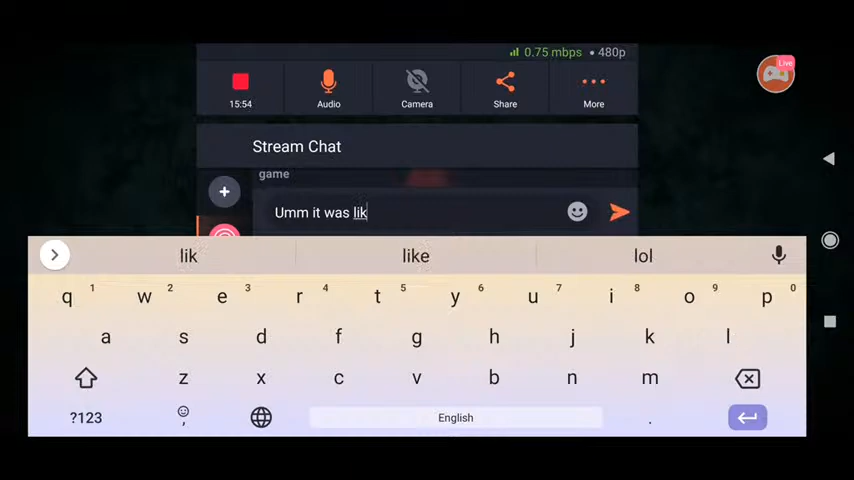 0.75 mbps • 480p
Live
15:54
Audio
Camera
Share
More
Stream Chat
game
Umm it was lik
lik like lol
q 1 w 2 e 3 r 4 t 5 y 6 u 7 i 8 o 9 p 0
a s d f g h j k l
z x c v b n m
?123 , English .